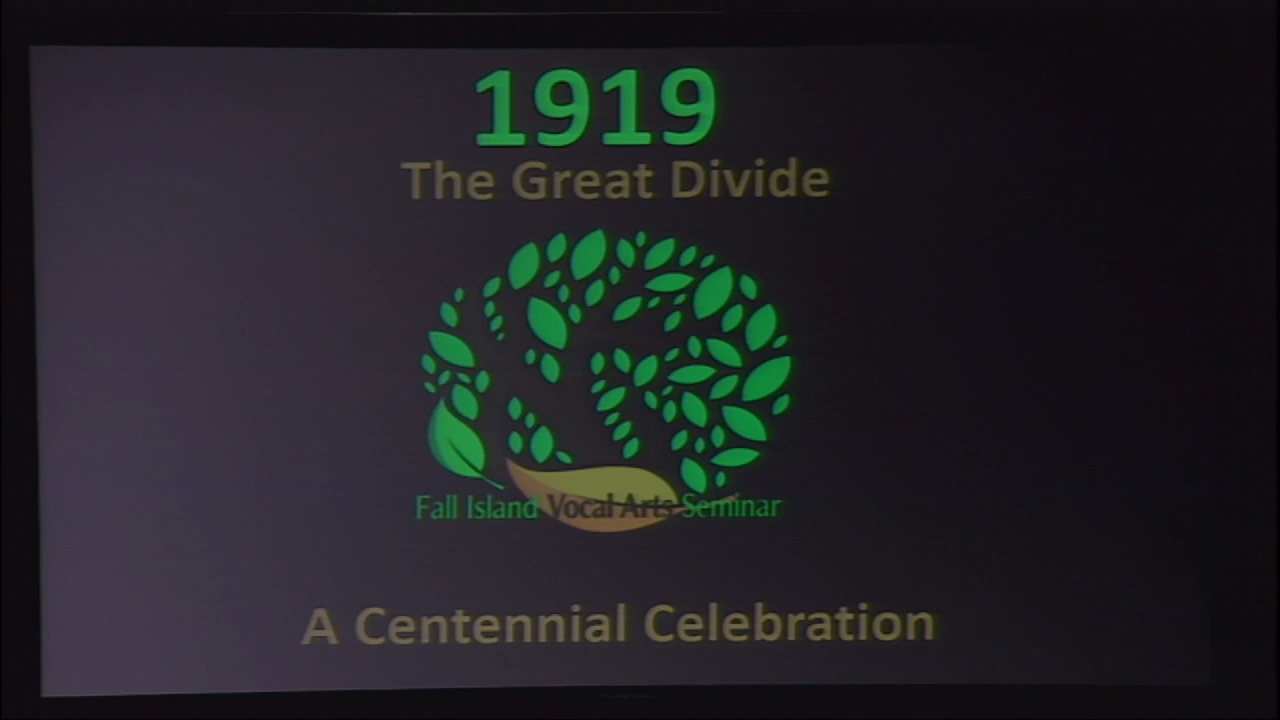 1919
The Great Divide
Fall Island Vocal Arts Seminar
A Centennial Celebration